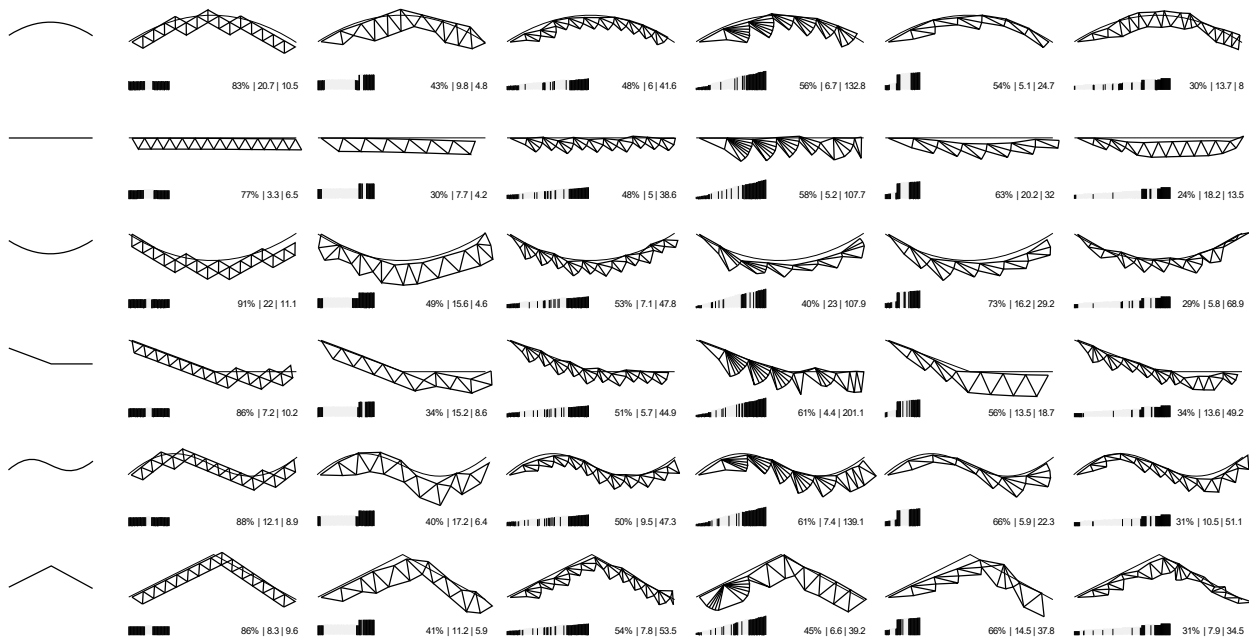 83% | 20.7 | 10.5 43% | 9.8 | 4.8 48% | 6 | 41.6 56% | 6.7 | 132.8 54% | 5.1 | 24.7 30% | 13.7 | 8
77% | 3.3 | 6.5 30% | 7.7 | 4.2 48% | 5 | 38.6 58% | 5.2 | 107.7 63% | 20.2 | 32 24% | 18.2 | 13.5
91% | 22 | 11.1 49% | 15.6 | 4.6 53% | 7.1 | 47.8 40% | 23 | 107.9 73% | 16.2 | 29.2 29% | 5.8 | 68.9
86% | 7.2 | 10.2 34% | 15.2 | 8.6 51% | 5.7 | 44.9 61% | 4.4 | 201.1 56% | 13.5 | 18.7 34% | 13.6 | 49.2
88% | 12.1 | 8.9 40% | 17.2 | 6.4 50% | 9.5 | 47.3 61% | 7.4 | 139.1 66% | 5.9 | 22.3 31% | 10.5 | 51.1
86% | 8.3 | 9.6 41% | 11.2 | 5.9 54% | 7.8 | 53.5 45% | 6.6 | 39.2 66% | 14.5 | 37.8 31% | 7.9 | 34.5